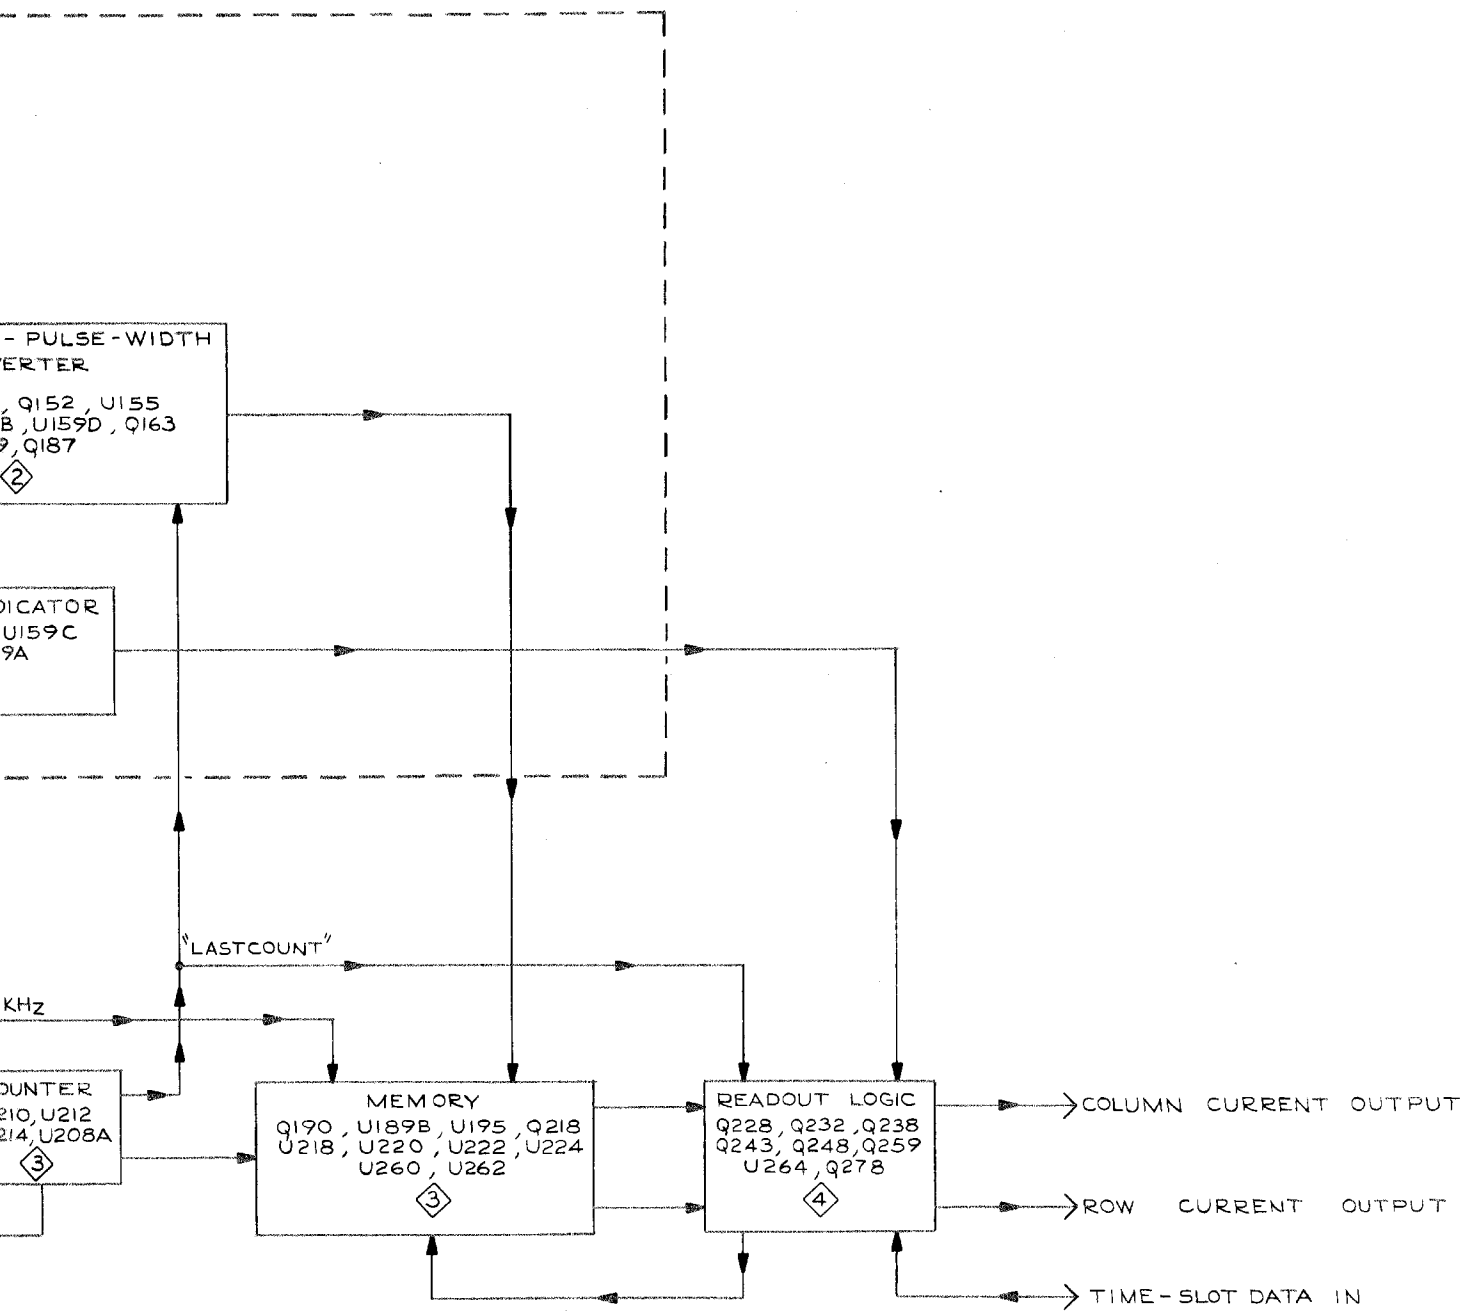 - PULSE-WIDTH
VERTER
, Q152 , U155
B , U159D , Q163
9, Q187
2
DICATOR
U159C
9A
"LASTCOUNT"
KHz
OUNTER
210, U212
214, U208A
3
MEMORY
Q190 , U189B , U195 , Q218
U218 , U220 , U222 , U224
U260 , U262
3
READOUT LOGIC
Q228 , Q232 , Q238
Q243, Q248, Q259
U264 , Q278
4
COLUMN CURRENT OUTPUT
ROW CURRENT OUTPUT
TIME-SLOT DATA IN